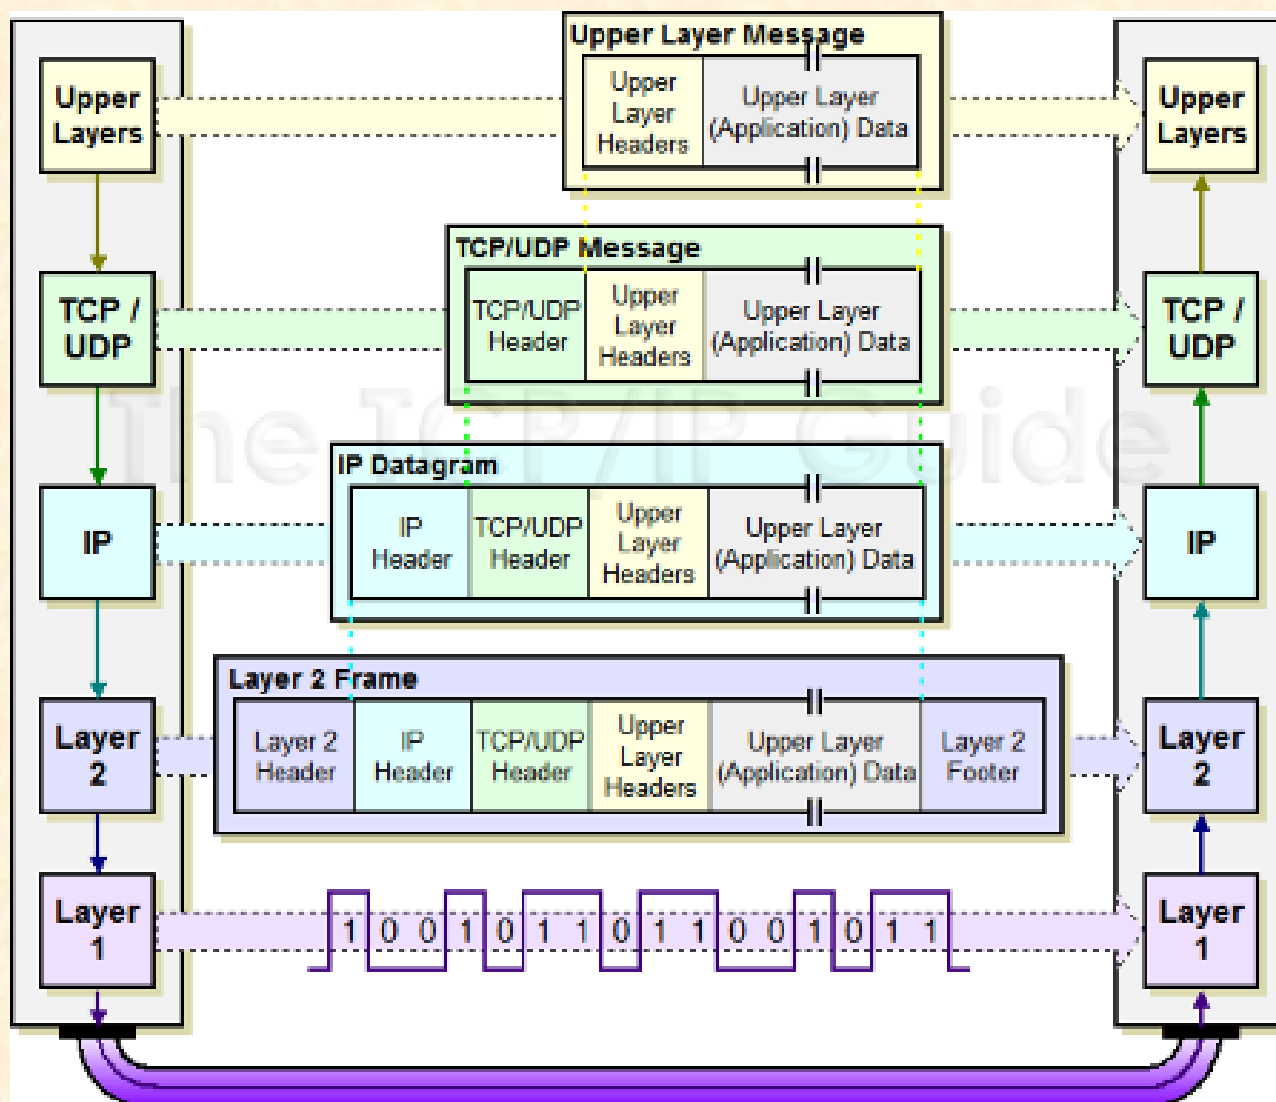 Upper Layer Message
Upper
Layers
Upper
Layer
Headers
Upper Layer
(Application) Data
Upper
Layers
TCP/UDP Message
TCP /
UDP
TCP/UDP
Header
Upper
Layer
Headers
Upper Layer
(Application) Data
TCP /
UDP
The TCP/IP Guide
IP Datagram
IP
IP
Header
TCP/UDP
Header
Upper
Layer
Headers
Upper Layer
(Application) Data
IP
Layer 2 Frame
Layer
2
Layer 2
Header
IP
Header
TCP/UDP
Header
Upper
Layer
Headers
Upper Layer
(Application) Data
Layer 2
Footer
Layer
2
Layer
1
1 0 0 1 0 1 1 0 1 1 0 0 1 0 1 1
Layer
1